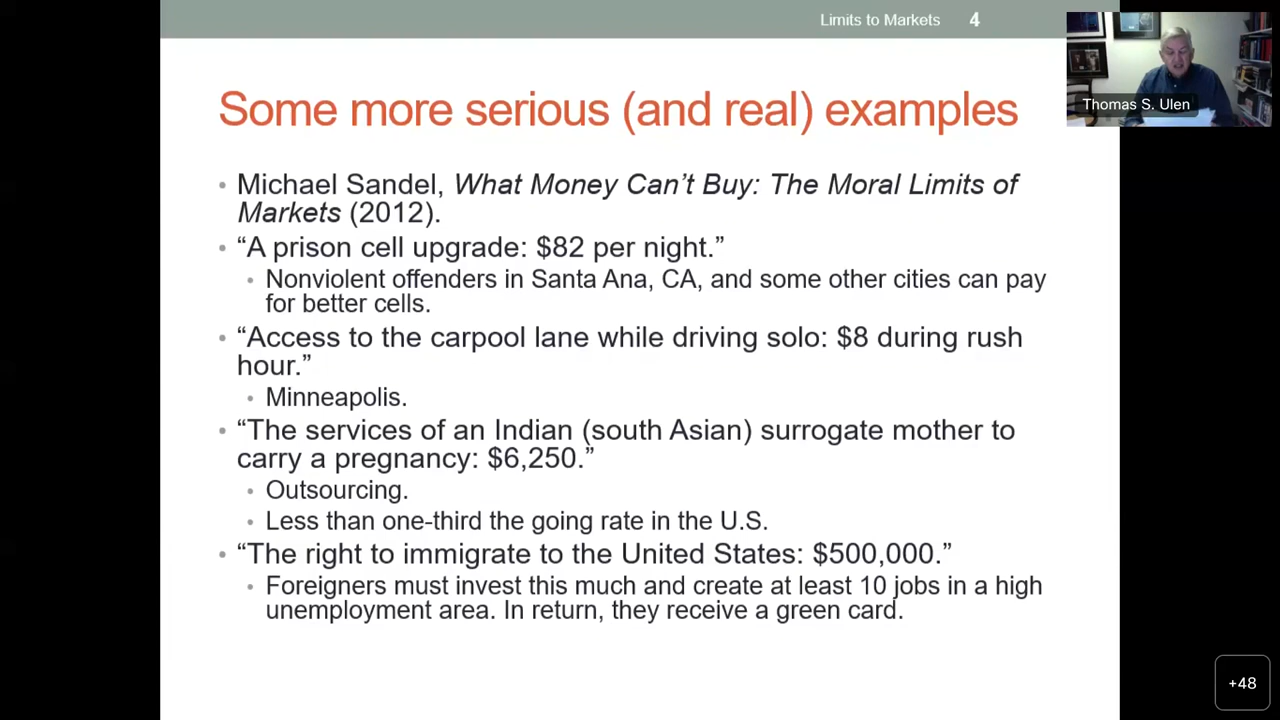 Limits to Markets 4
Thomas S. Ulen
Some more serious (and real) examples
• Michael Sandel, What Money Can’t Buy: The Moral Limits of
Markets (2012).
• “A prison cell upgrade: $82 per night.”
• Nonviolent offenders in Santa Ana, CA, and some other cities can pay
for better cells.
• “Access to the carpool lane while driving solo: $8 during rush
hour.”
• Minneapolis.
• “The services of an Indian (south Asian) surrogate mother to
carry a pregnancy: $6,250.”
• Outsourcing.
• Less than one-third the going rate in the U.S.
• “The right to immigrate to the United States: $500,000.”
• Foreigners must invest this much and create at least 10 jobs in a high
unemployment area. In return, they receive a green card.
+48